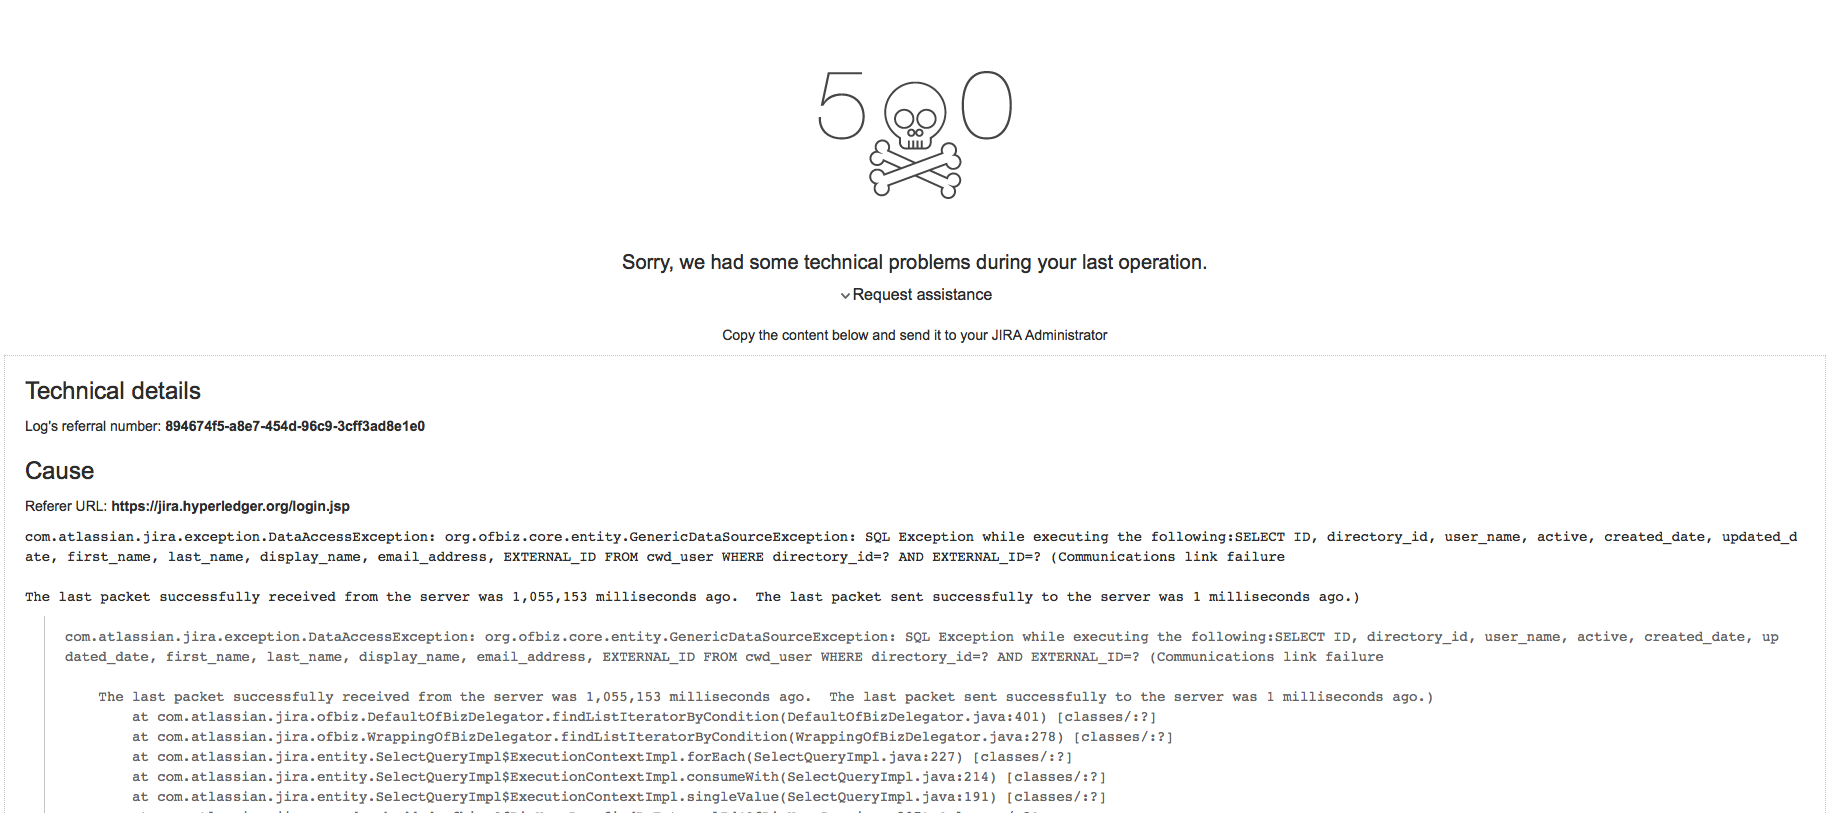 5 0
Sorry, we had some technical problems during your last operation.
Request assistance
Copy the content below and send it to your JIRA Administrator
Technical details
Log's referral number: 894674f5-a8e7-454d-96c9-3cff3ad8e1e0
Cause
Referer URL: https://jira.hyperledger.org/login.jsp
com.atlassian.jira.exception.DataAccessException: org.ofbiz.core.entity.GenericDataSourceException: SQL Exception while executing the following:SELECT ID, directory_id, user_name, active, created_date, updated_d
ate, first_name, last_name, display_name, email_address, EXTERNAL_ID FROM cwd_user WHERE directory_id=? AND EXTERNAL_ID=? (Communications link failure
The last packet successfully received from the server was 1,055,153 milliseconds ago.  The last packet sent successfully to the server was 1 milliseconds ago.)
com.atlassian.jira.exception.DataAccessException: org.ofbiz.core.entity.GenericDataSourceException: SQL Exception while executing the following:SELECT ID, directory_id, user_name, active, created_date, up
dated_date, first_name, last_name, display_name, email_address, EXTERNAL_ID FROM cwd_user WHERE directory_id=? AND EXTERNAL_ID=? (Communications link failure
The last packet successfully received from the server was 1,055,153 milliseconds ago.  The last packet sent successfully to the server was 1 milliseconds ago.)
at com.atlassian.jira.ofbiz.DefaultOfBizDelegator.findListIteratorByCondition(DefaultOfBizDelegator.java:401) [classes/:?]
at com.atlassian.jira.ofbiz.WrappingOfBizDelegator.findListIteratorByCondition(WrappingOfBizDelegator.java:278) [classes/:?]
at com.atlassian.jira.entity.SelectQueryImpl$ExecutionContextImpl.forEach(SelectQueryImpl.java:227) [classes/:?]
at com.atlassian.jira.entity.SelectQueryImpl$ExecutionContextImpl.consumeWith(SelectQueryImpl.java:214) [classes/:?]
at com.atlassian.jira.entity.SelectQueryImpl$ExecutionContextImpl.singleValue(SelectQueryImpl.java:191) [classes/:?]